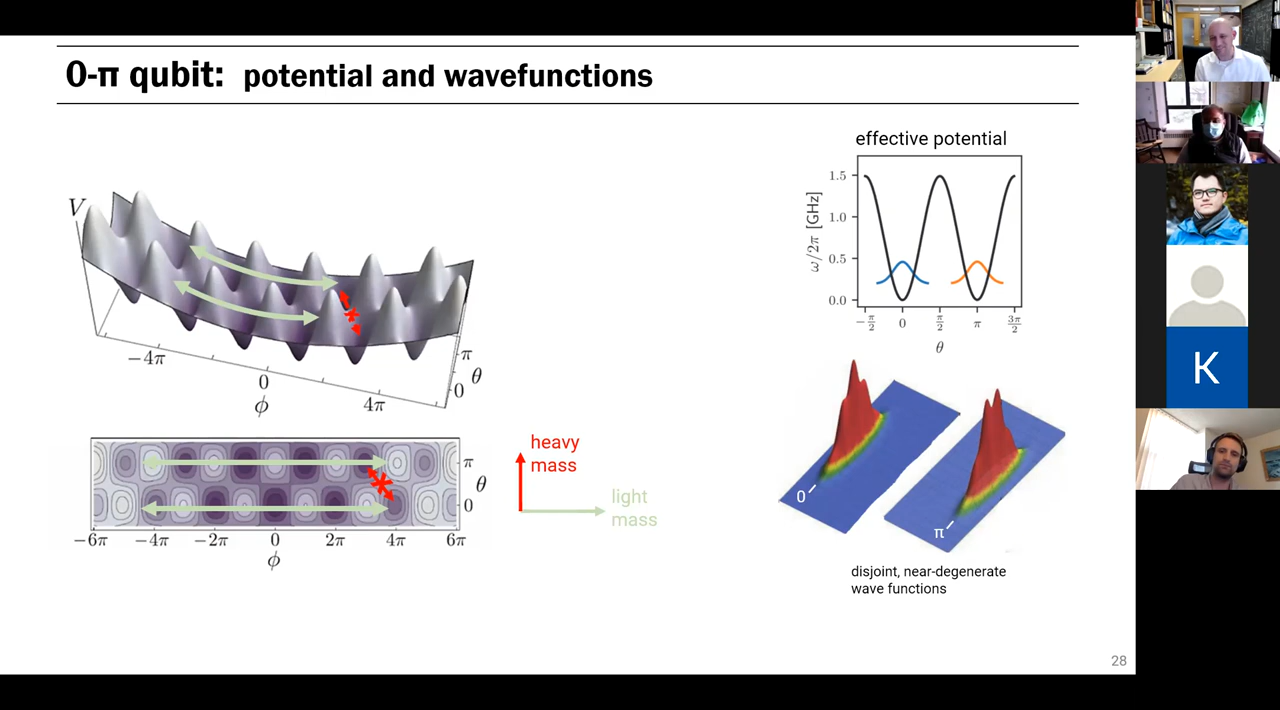 0-π qubit: potential and wavefunctions
V
−4π
0
4π
ϕ
π
0
θ
π
0
θ
−6π
−4π
−2π
0
2π
4π
6π
ϕ
heavy
mass
light
mass
effective potential
ω/2π [GHz]
1.5
1.0
0.5
0.0
−π/2
0
π/2
π
3π/2
θ
0
π
disjoint, near-degenerate
wave functions
28
K